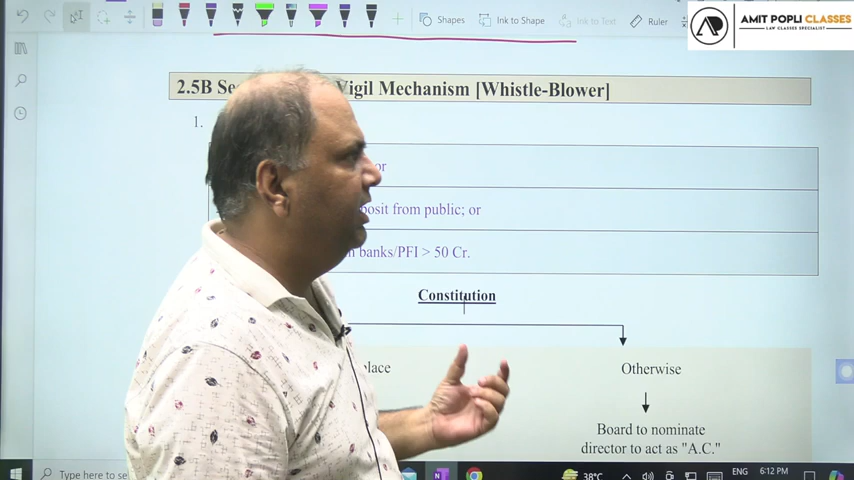 Shapes
Ink to Shape
Ink to Text
Ruler
AMIT POPLI CLASSES
LAW CLASSES SPECIALIST
2.5B Se Vigil Mechanism [Whistle-Blower]
1.
or
posit from public; or
banks/PFI > 50 Cr.
Constitution
place
Otherwise
Board to nominate
director to act as "A.C."
Type here to se
38°C
ENG
6:12 PM